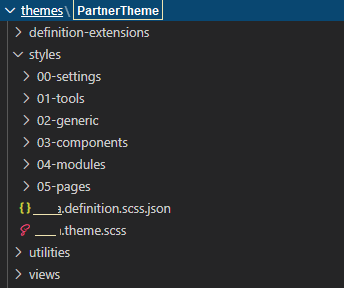 themes\ PartnerTheme
definition-extensions
styles
00-settings
01-tools
02-generic
03-components
04-modules
05-pages
{} a.definition.scss.json
a.theme.scss
utilities
views